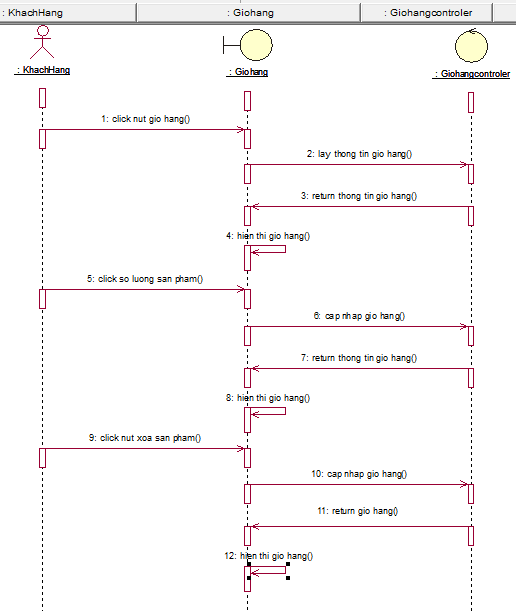 : KhachHang
: Giohang
: Giohangcontroler
: KhachHang
: Giohang
: Giohangcontroler
1: click nut gio hang()
2: lay thong tin gio hang()
3: return thong tin gio hang()
4: hien thi gio hang()
5: click so luong san pham()
6: cap nhap gio hang()
7: return thong tin gio hang()
8: hien thi gio hang()
9: click nut xoa san pham()
10: cap nhap gio hang()
11: return gio hang()
12: hien thi gio hang()